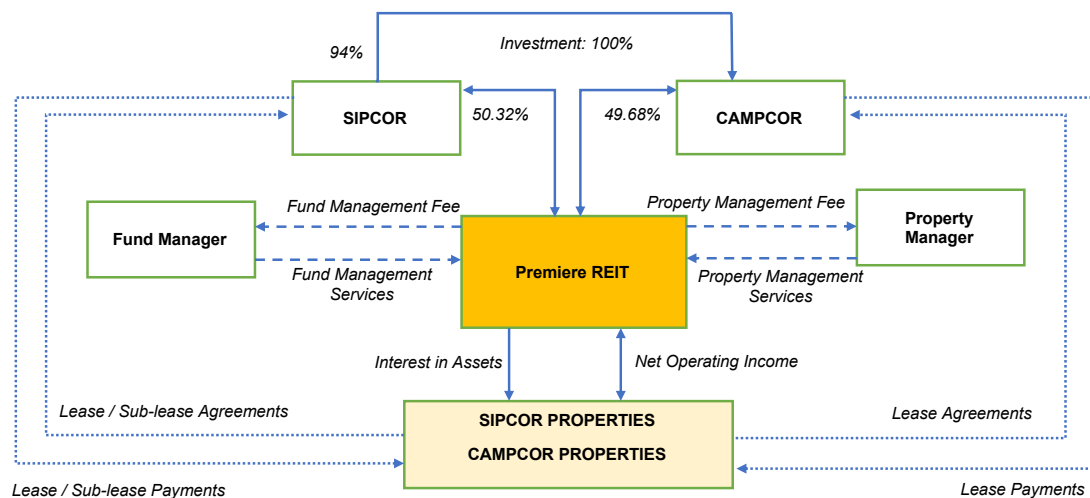 94%
Investment: 100%
SIPCOR
50.32%
49.68%
CAMPCOR
Fund Manager
Fund Management Fee
Fund Management
Services
Premiere REIT
Property Management Fee
Property Management
Services
Property
Manager
Interest in Assets
Net Operating Income
Lease / Sub-lease Agreements
SIPCOR PROPERTIES
CAMPCOR PROPERTIES
Lease Agreements
Lease / Sub-lease Payments
Lease Payments